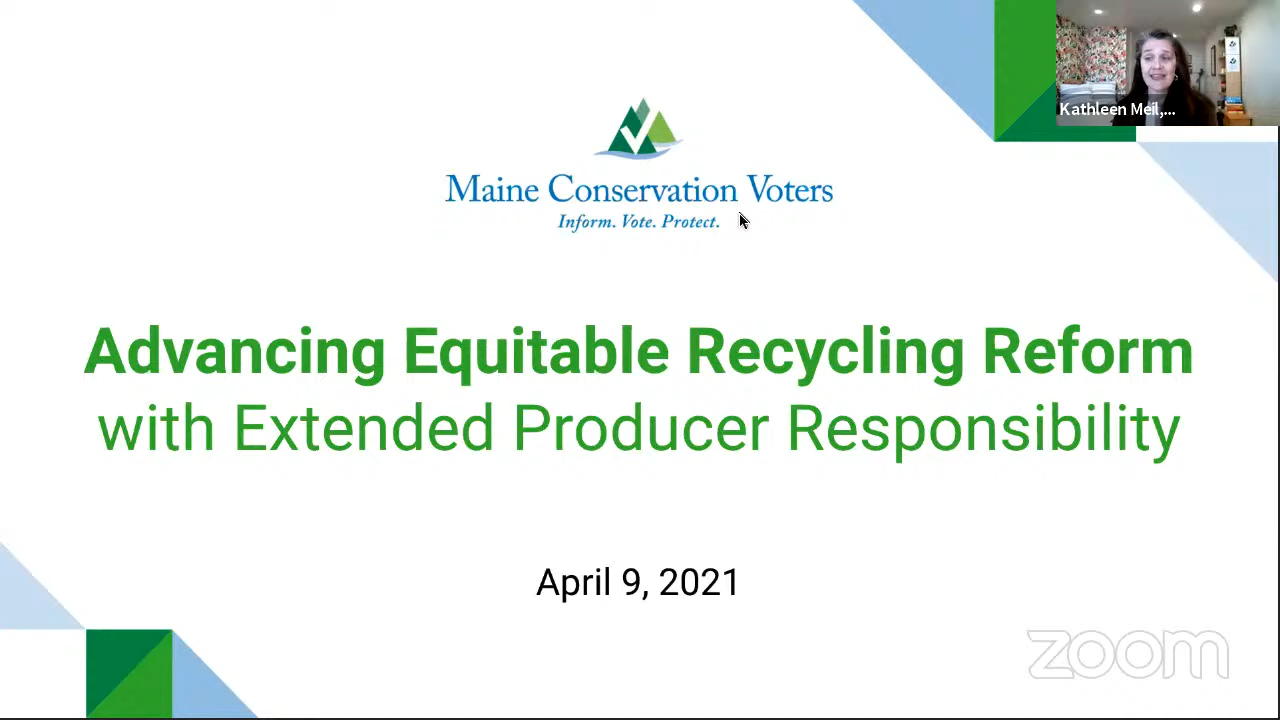 Kathleen Meil,...
Maine Conservation Voters
Inform. Vote. Protect.
Advancing Equitable Recycling Reform
with Extended Producer Responsibility
April 9, 2021
zoom